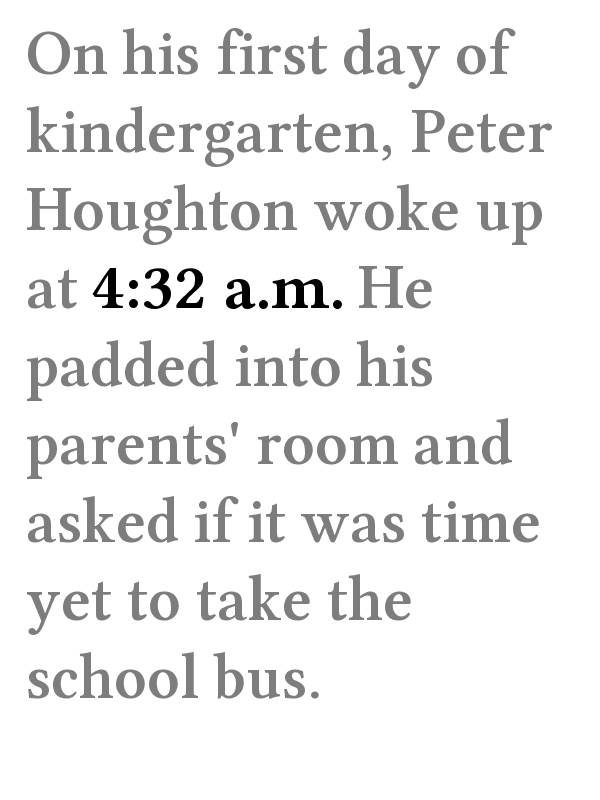 On his first day of
kindergarten, Peter
Houghton woke up
at 4:32 a.m. He
padded into his
parents' room and
asked if it was time
yet to take the
school bus.